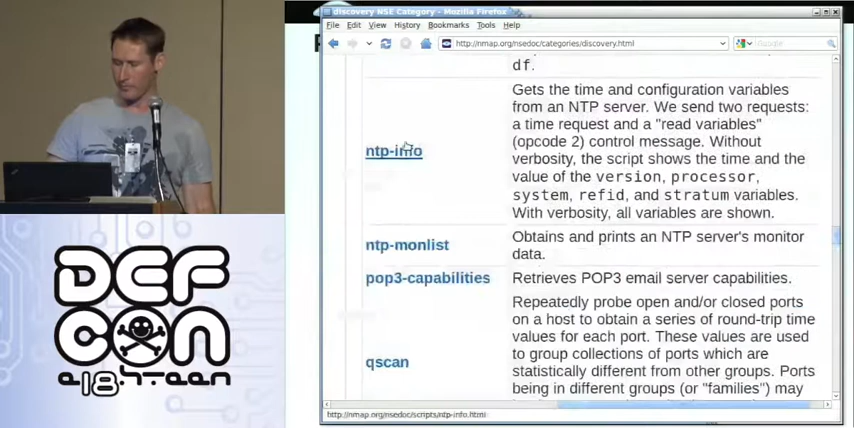 discovery NSE Category - Mozilla Firefox
File Edit View History Bookmarks Tools Help
http://nmap.org/nsedoc/categories/discovery.html
Google
df.
ntp-info
Gets the time and configuration variables
from an NTP server. We send two requests:
a time request and a "read variables"
(opcode 2) control message. Without
verbosity, the script shows the time and the
value of the version, processor,
system, refid, and stratum variables.
With verbosity, all variables are shown.
ntp-monlist
Obtains and prints an NTP server's monitor
data.
pop3-capabilities
Retrieves POP3 email server capabilities.
qscan
Repeatedly probe open and/or closed ports
on a host to obtain a series of round-trip time
values for each port. These values are used
to group collections of ports which are
statistically different from other groups. Ports
being in different groups (or "families") may
http://nmap.org/nsedoc/scripts/ntp-info.html
DEF
CON
e18hteen